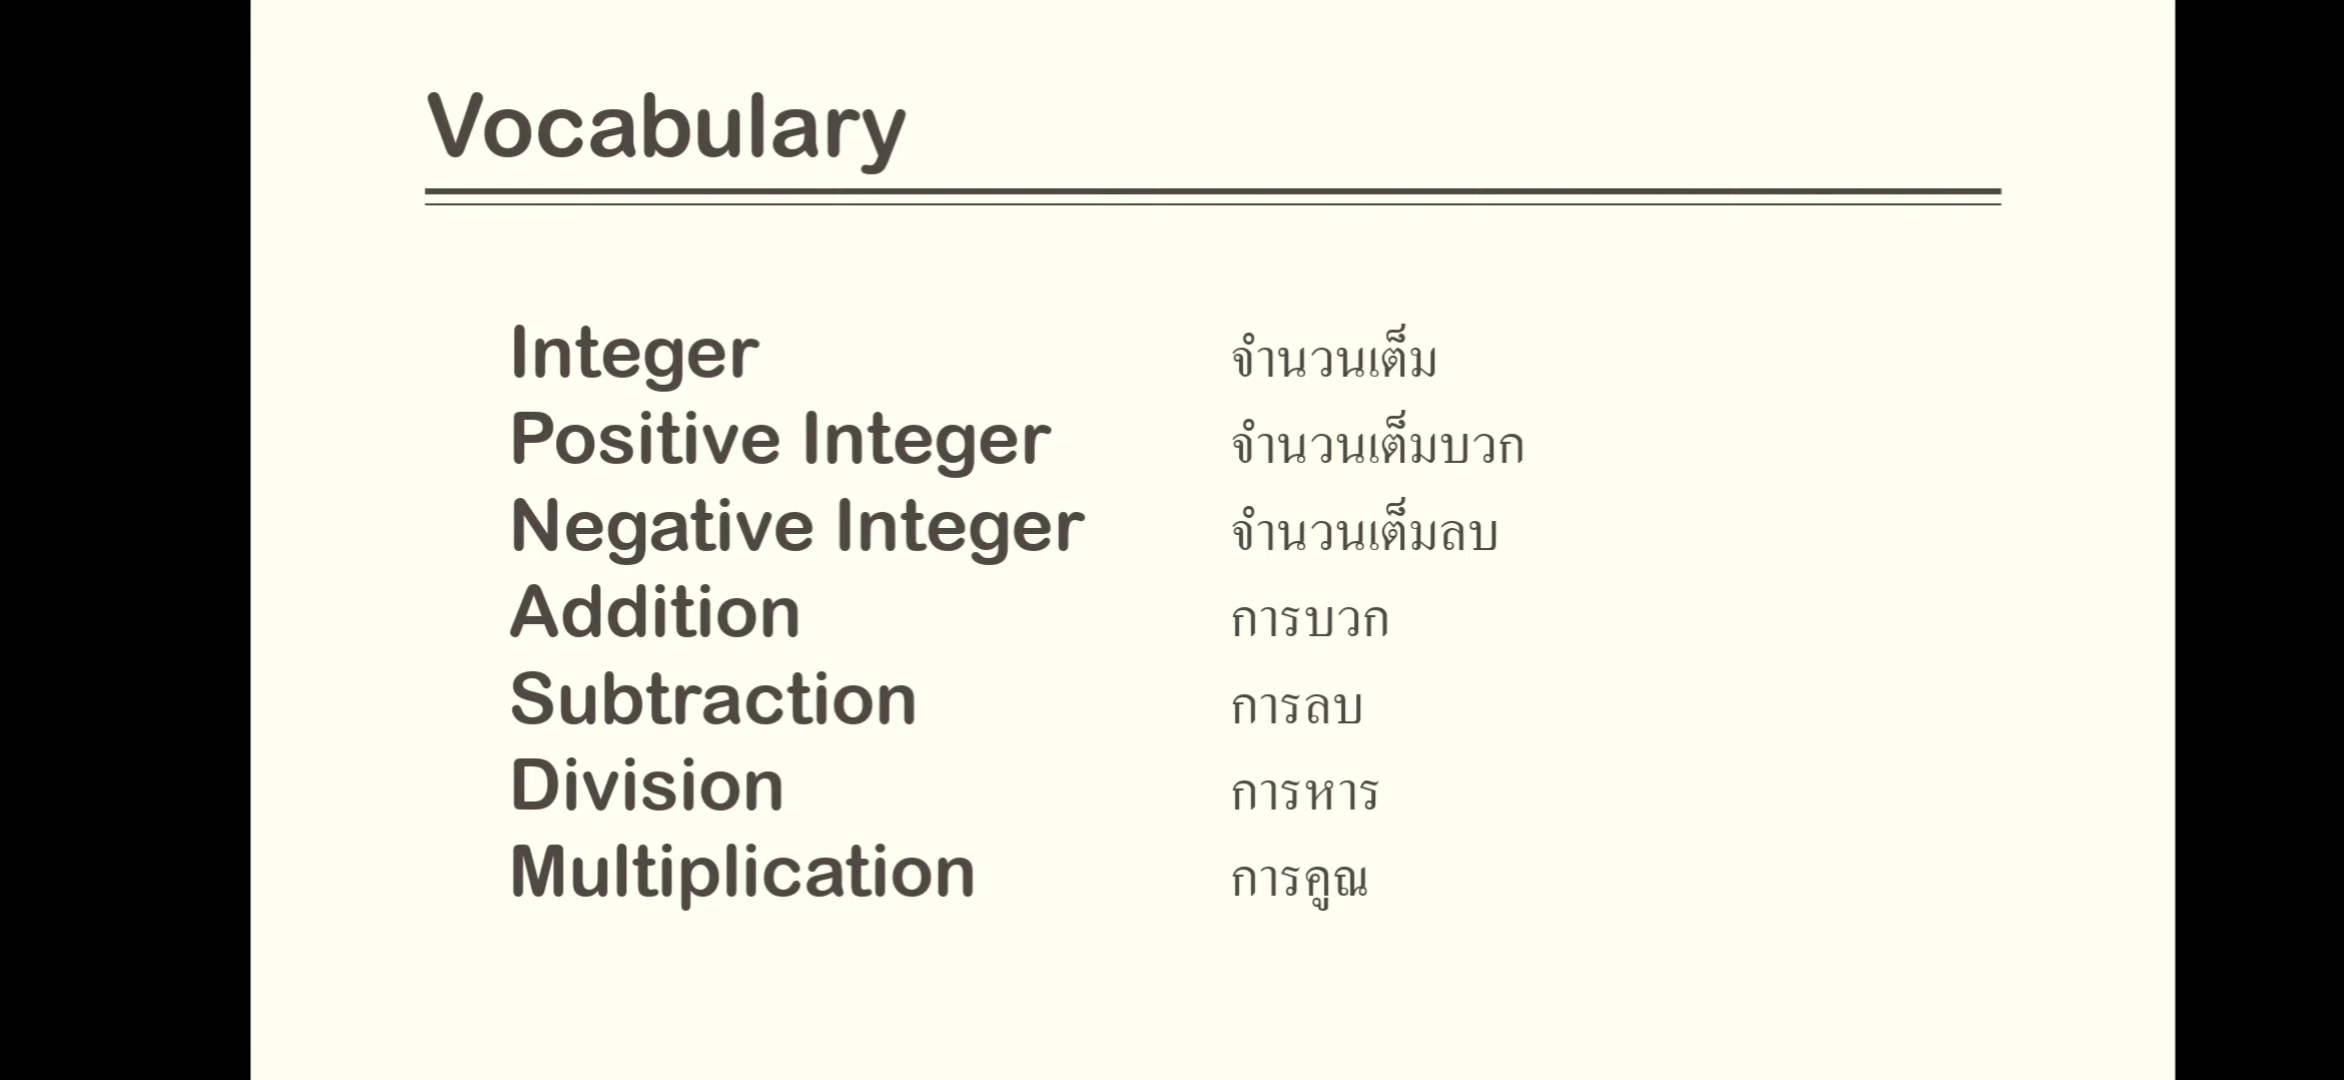 Vocabulary
Integer จำนวนเต็ม
Positive Integer จำนวนเต็มบวก
Negative Integer จำนวนเต็มลบ
Addition การบวก
Subtraction การลบ
Division การหาร
Multiplication การคูณ